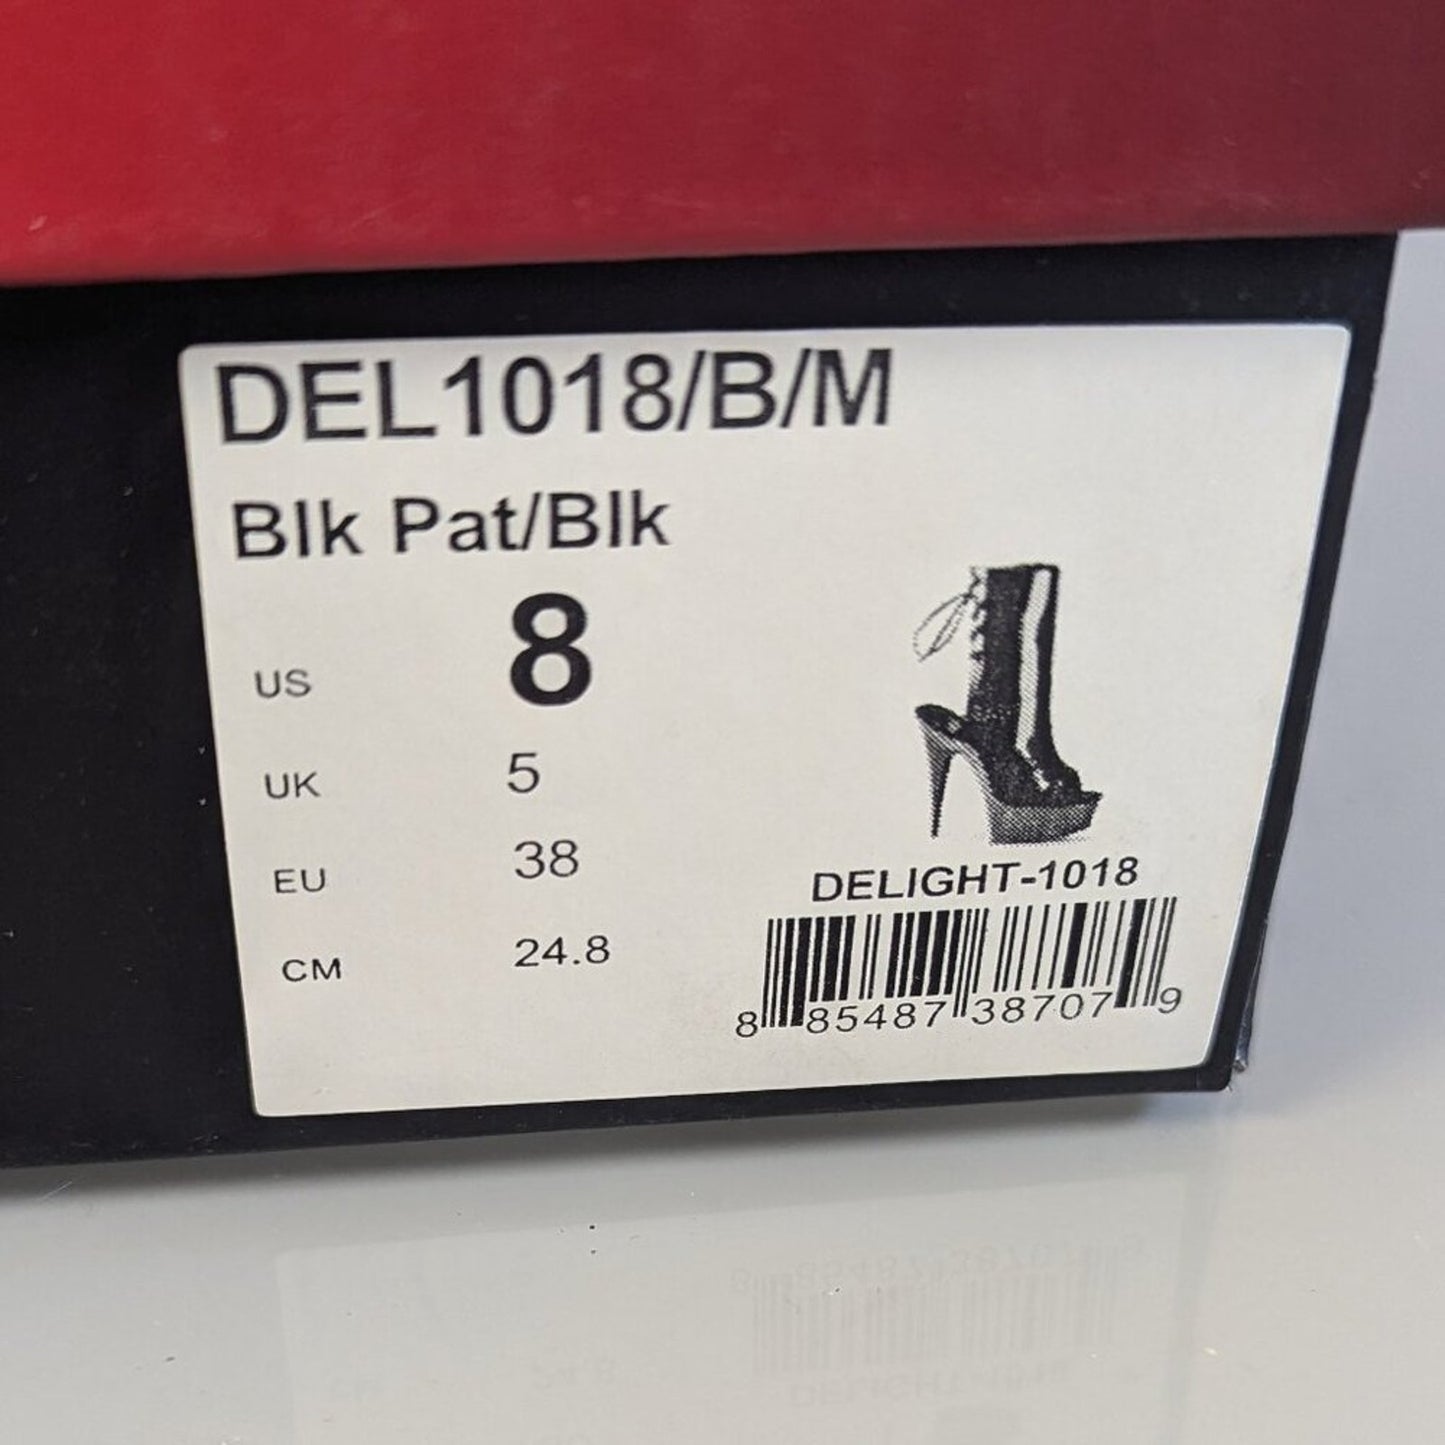 DEL1018/B/M
Blk Pat/Blk
US 8
UK 5
EU 38
CM 24.8
DELIGHT-1018
8 85487 38707 9